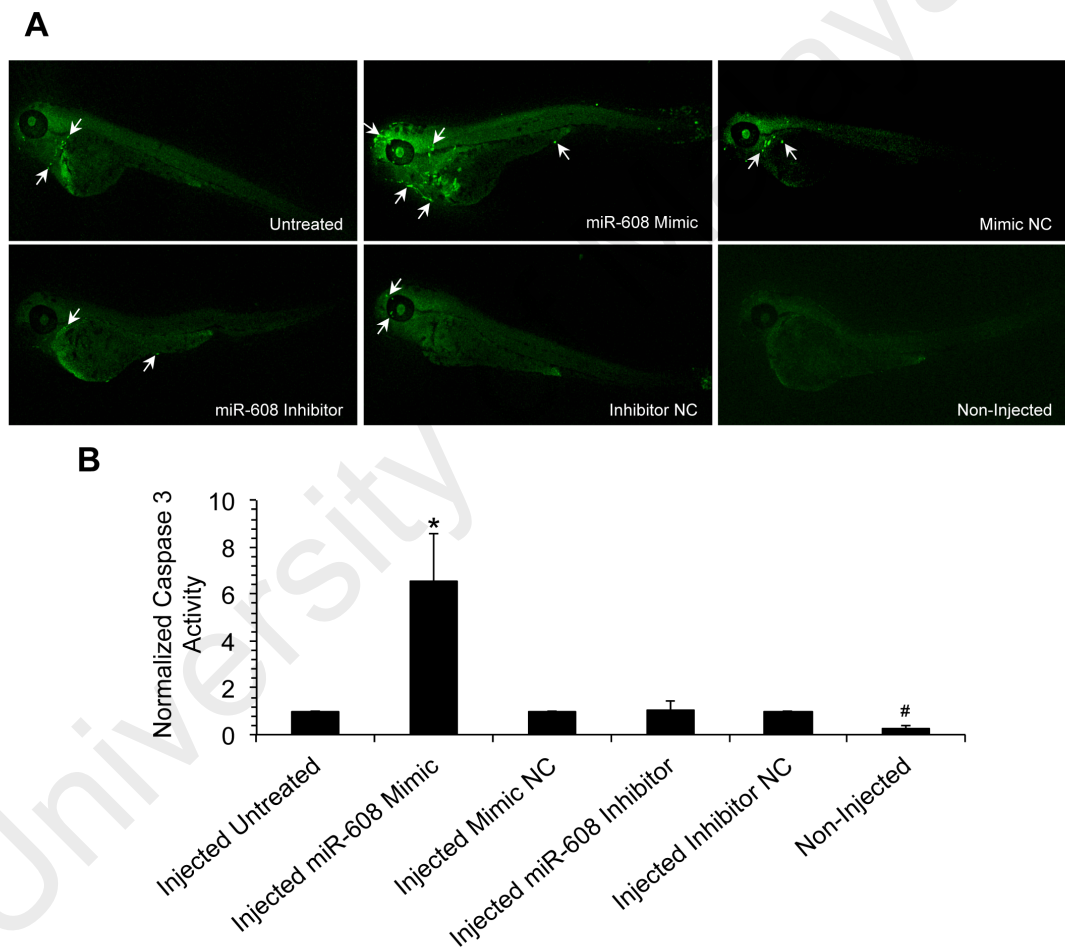 A
Untreated
miR-608 Mimic
Mimic NC
miR-608 Inhibitor
Inhibitor NC
Non-Injected
B
Normalized Caspase 3
Activity
10
8
6
4
2
0
*
#
Injected Untreated
Injected miR-608 Mimic
Injected Mimic NC
Injected miR-608 Inhibitor
Injected Inhibitor NC
Non-Injected
University